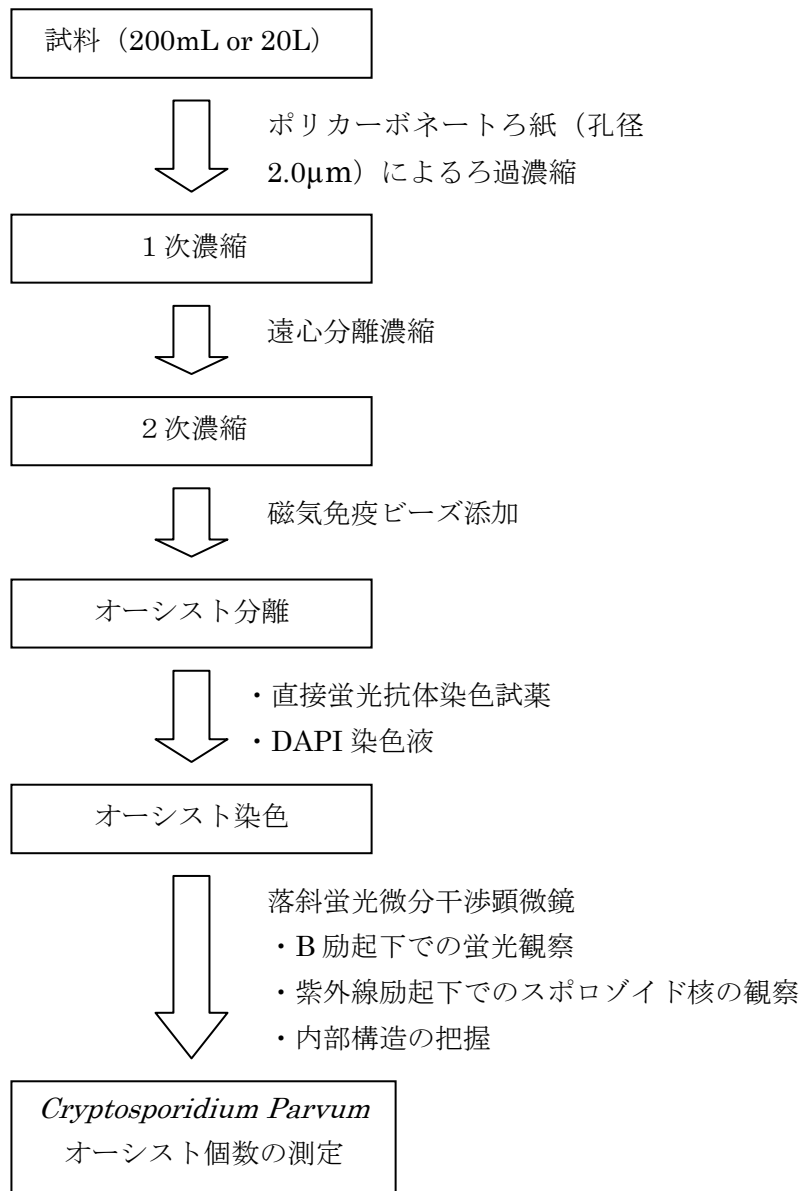 試料（200mL or 20L）
ポリカーボネートろ紙（孔径
2.0μm）によるろ過濃縮
１次濃縮
遠心分離濃縮
２次濃縮
磁気免疫ビーズ添加
オーシスト分離
・直接蛍光抗体染色試薬
・DAPI 染色液
オーシスト染色
落斜蛍光微分干渉顕微鏡
・B 励起下での蛍光観察
・紫外線励起下でのスポロゾイド核の観察
・内部構造の把握
Cryptosporidium Parvum
オーシスト個数の測定